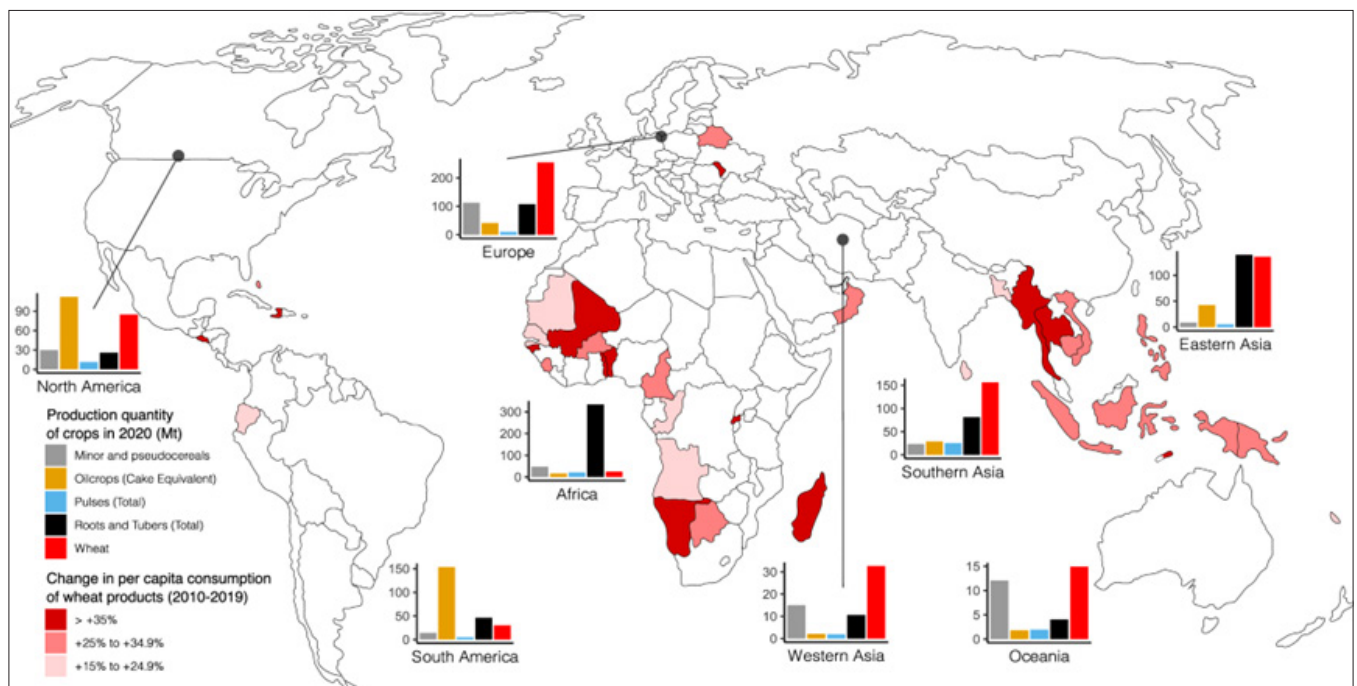 200
100
0
Europe
90
60
30
0
North America
100
50
0
Eastern Asia
150
100
50
0
Southern Asia
300
200
100
0
Africa
Production quantity
of crops in 2020 (Mt)
Minor and pseudocereals
Oilcrops (Cake Equivalent)
Pulses (Total)
Roots and Tubers (Total)
Wheat
Change in per capita consumption
of wheat products (2010-2019)
> +35%
+25% to +34.9%
+15% to +24.9%
150
100
50
0
South America
30
20
10
0
Western Asia
15
10
5
0
Oceania